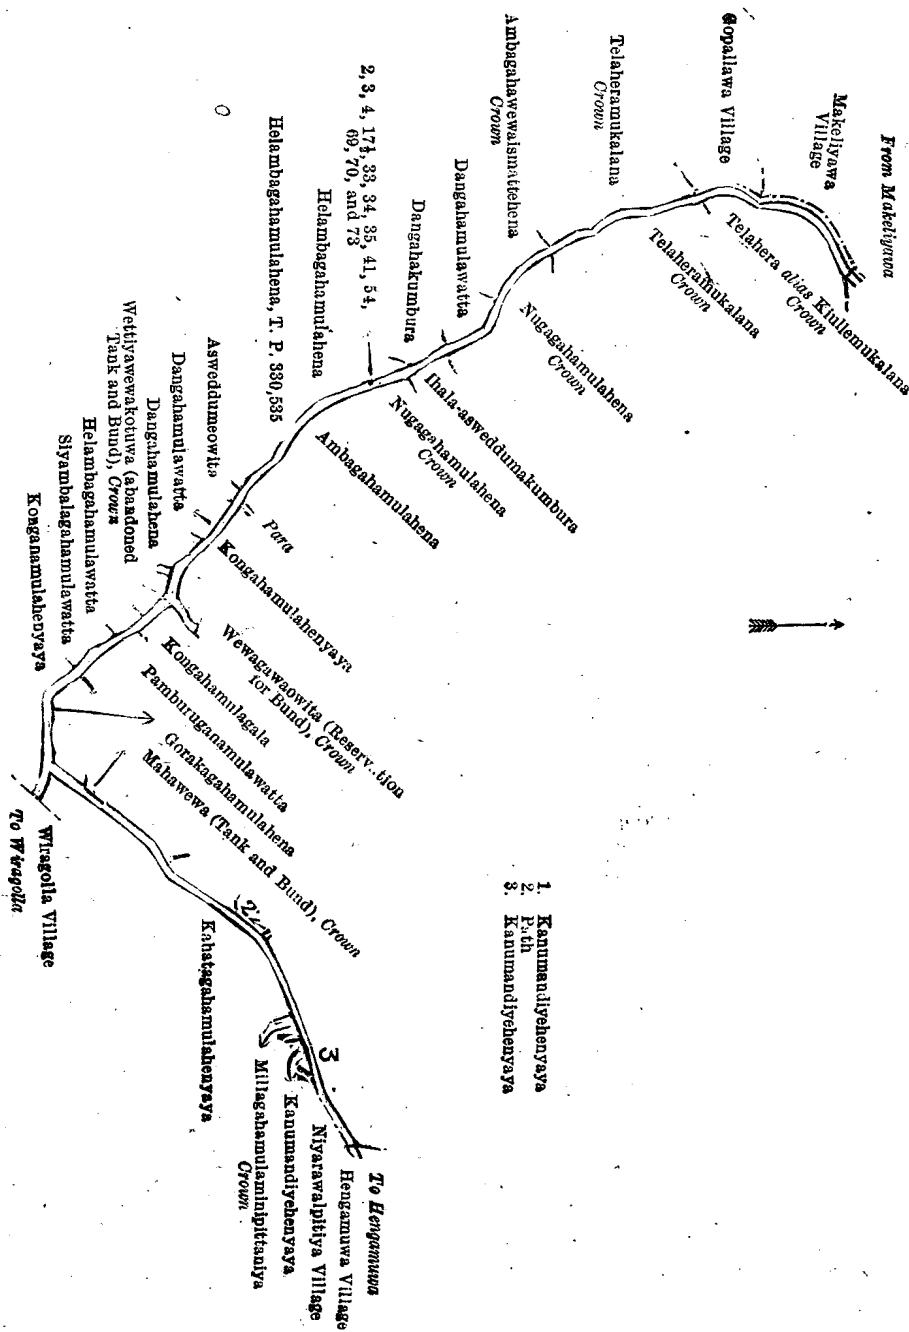 From Makeliyawa
Makeliyawa
Village
Gopallawa Village
Telahera alias Kiullemukalana
Crown
Telaheramukalana
Crown
Telaheramukalana
Crown
Ambagahawewaismattehena
Crown
Nugagahamulahena
Crown
Dangahamulawatta
Ihala-asweddumakumbura
Dangahakumbura
Nugagahamulahena
Crown
2, 3, 4, 17½, 33, 34, 35, 41, 54,
69, 70, and 73
Ambagahamulahena
Helambagahamulahena
Helambagahamulahena, T. P. 330,535
Asweddumeowita
Para
Dangahamulawatta
Kongahamulahenyaya
Dangahamulahena
Wettiyawewakotuwa (abandoned
Tank and Bund), Crown
Wewagawaowita (Reservation
for Bund), Crown
Helambagahamulawatta
Kongahamulagala
Siyambalagahamulawatta
Pamburuganamulawatta
Konganamulahenyaya
Gorakagahamulahena
Mahawewa (Tank and Bund), Crown
Wiragolla Village
To Wiragolla
1
2
3
Kahatagahamulahenyaya
Millagahamulaminipittaniya
Crown
Kanumandiyehenyaya
Niyarawalpitiya Village
Hengamuwa Village
To Hengamuwa
1. Kanumandiyehenyaya
2. Path
3. Kanumandiyehenyaya